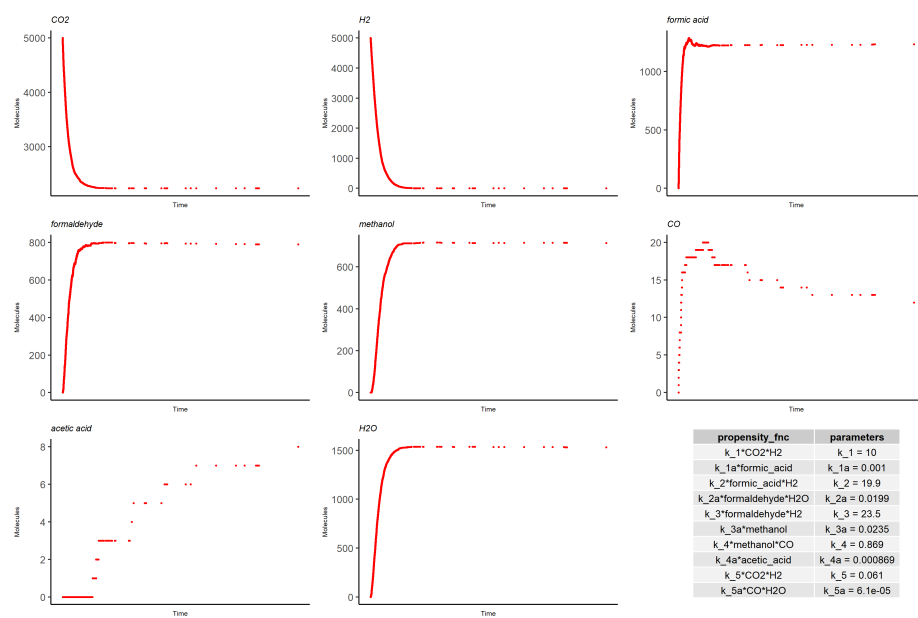 CO2
5000
4000
3000
Molecules
Time
H2
5000
4000
3000
2000
1000
0
Molecules
Time
formic acid
1000
500
0
Molecules
Time
formaldehyde
800
600
400
200
0
Molecules
Time
methanol
600
400
200
0
Molecules
Time
CO
20
15
10
5
0
Molecules
Time
acetic acid
8
6
4
2
0
Molecules
Time
H2O
1500
1000
500
0
Molecules
Time
propensity_fnc parameters
k_1*CO2*H2 k_1 = 10
k_1a*formic_acid k_1a = 0.001
k_2*formic_acid*H2 k_2 = 19.9
k_2a*formaldehyde*H2O k_2a = 0.0199
k_3*formaldehyde*H2 k_3 = 23.5
k_3a*methanol k_3a = 0.0235
k_4*methanol*CO k_4 = 0.869
k_4a*acetic_acid k_4a = 0.000869
k_5*CO2*H2 k_5 = 0.061
k_5a*CO*H2O k_5a = 6.1e-05